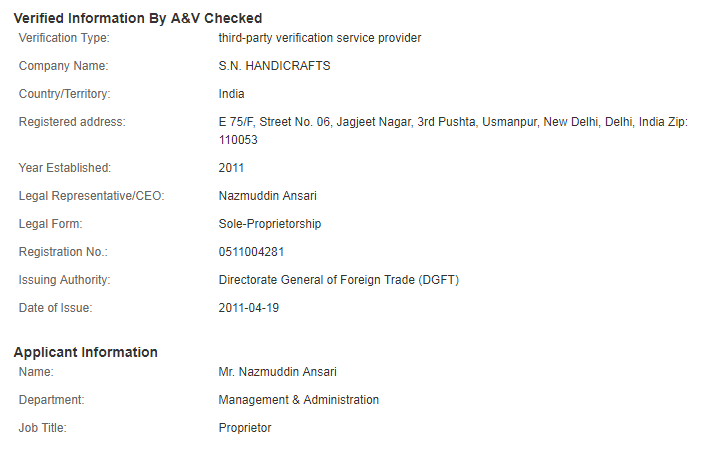 Verified Information By A&V Checked
Verification Type: third-party verification service provider
Company Name: S.N. HANDICRAFTS
Country/Territory: India
Registered address: E 75/F, Street No. 06, Jagjeet Nagar, 3rd Pushta, Usmanpur, New Delhi, Delhi, India Zip:
110053
Year Established: 2011
Legal Representative/CEO: Nazmuddin Ansari
Legal Form: Sole-Proprietorship
Registration No.: 0511004281
Issuing Authority: Directorate General of Foreign Trade (DGFT)
Date of Issue: 2011-04-19
Applicant Information
Name: Mr. Nazmuddin Ansari
Department: Management & Administration
Job Title: Proprietor